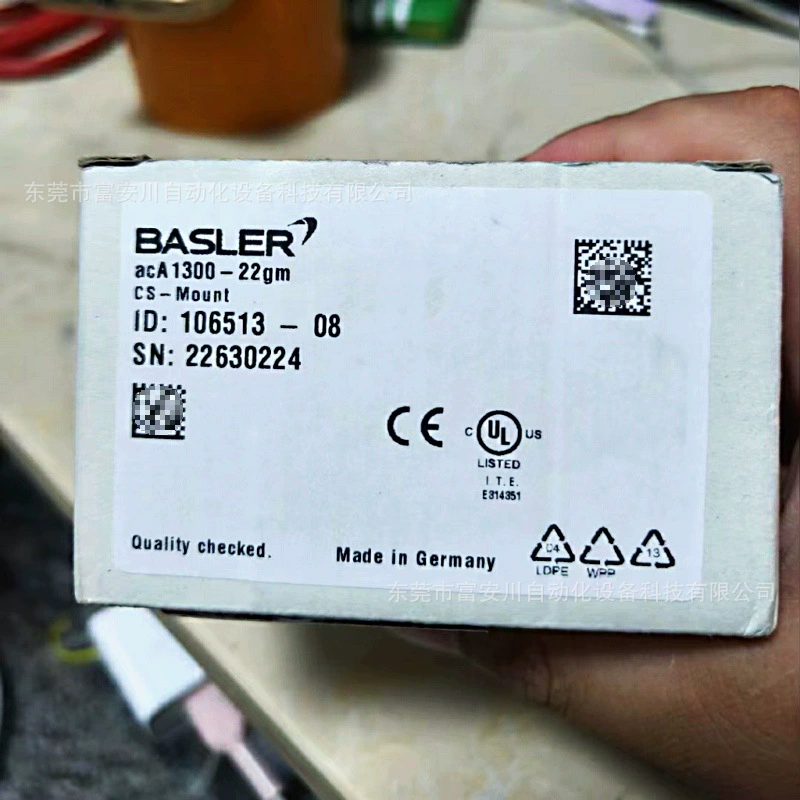 东莞市富安川自动化设备科技有限公司
BASLER
acA1300-22gm
CS-Mount
ID: 106513 - 08
SN: 22630224
CE
C UL US
LISTED
I.T.E.
E314351
Quality checked.
Made in Germany
04
LDPE
WPP
13
东莞市富安川自动化设备科技有限公司